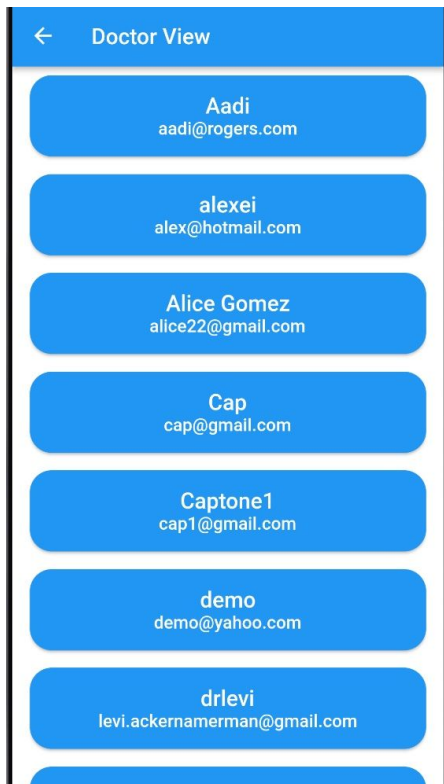 Doctor View
Aadi
aadi@rogers.com
alexei
alex@hotmail.com
Alice Gomez
alice22@gmail.com
Cap
cap@gmail.com
Captone1
cap1@gmail.com
demo
demo@yahoo.com
drlevi
levi.ackernamerman@gmail.com